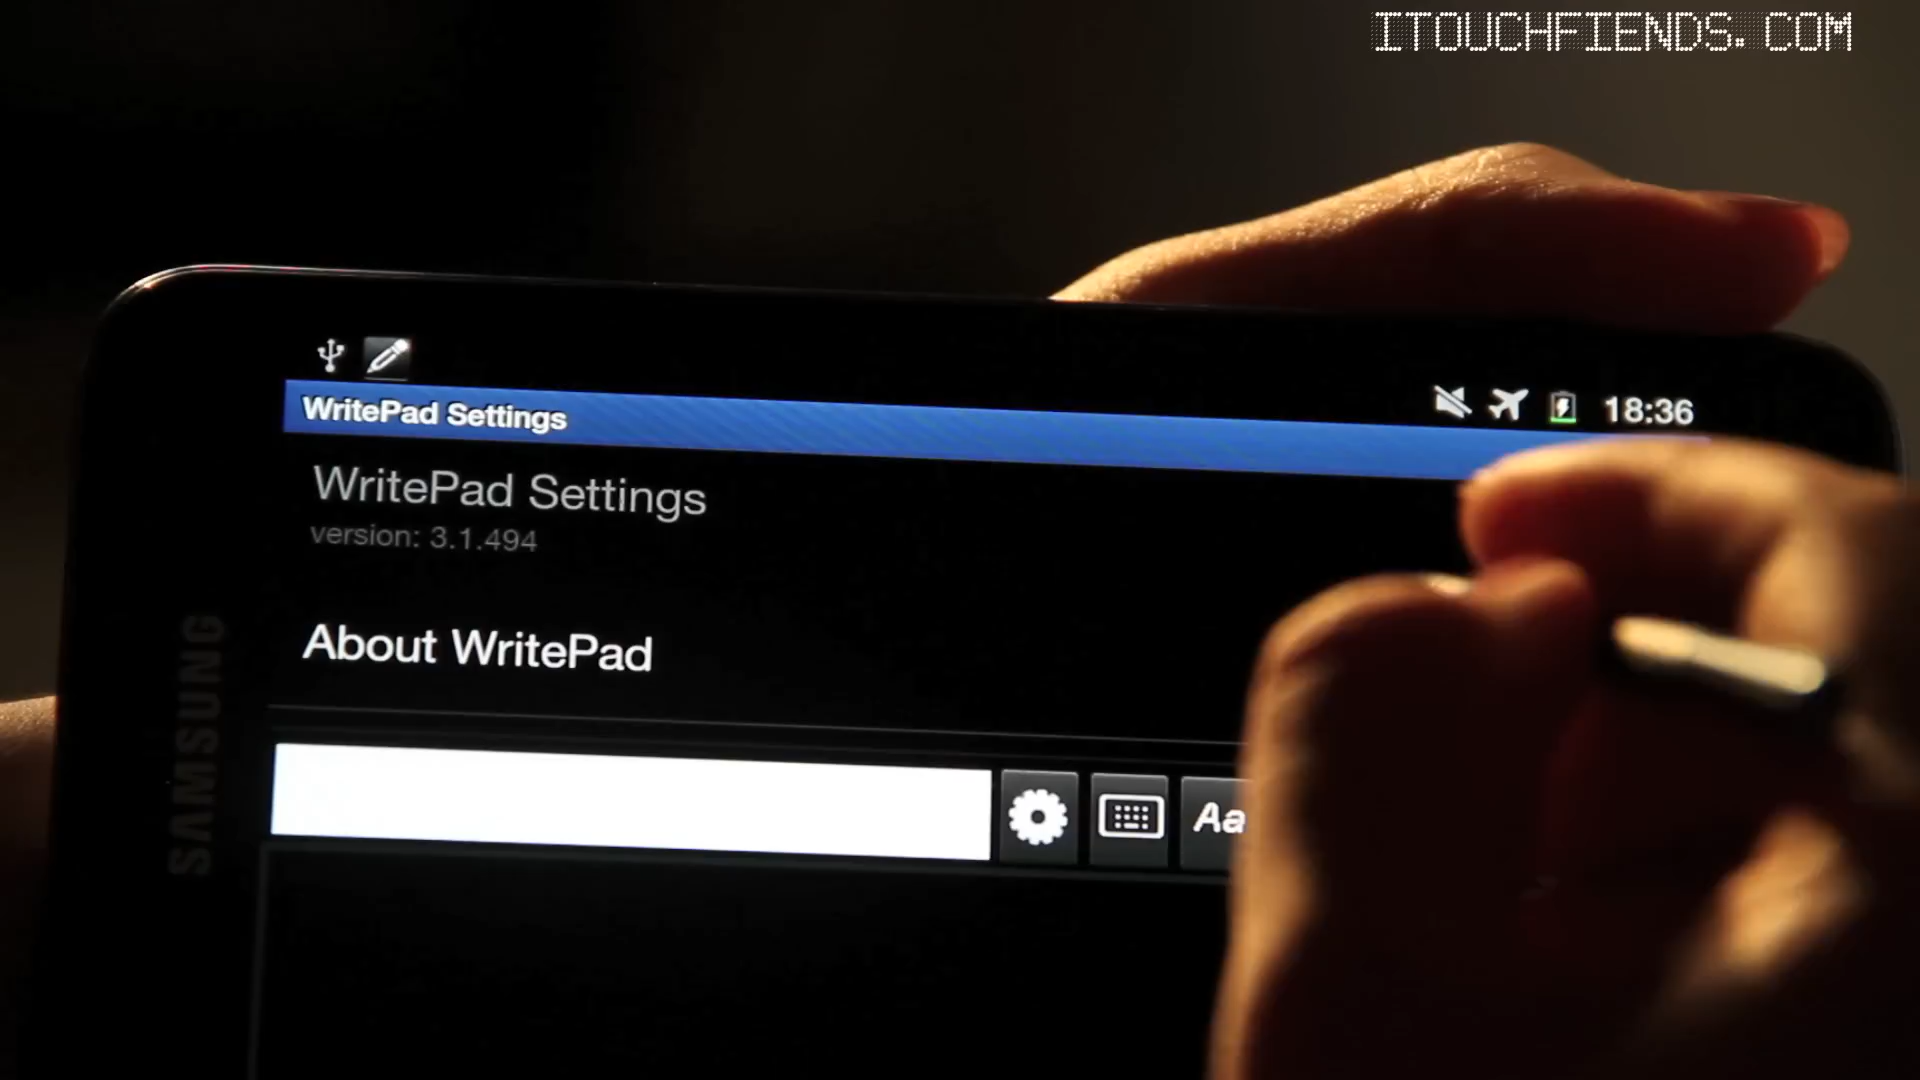 ITOUCHFIENDS.COM
18:36
WritePad Settings
WritePad Settings
version: 3.1.494
About WritePad
Aa
SAMSUNG